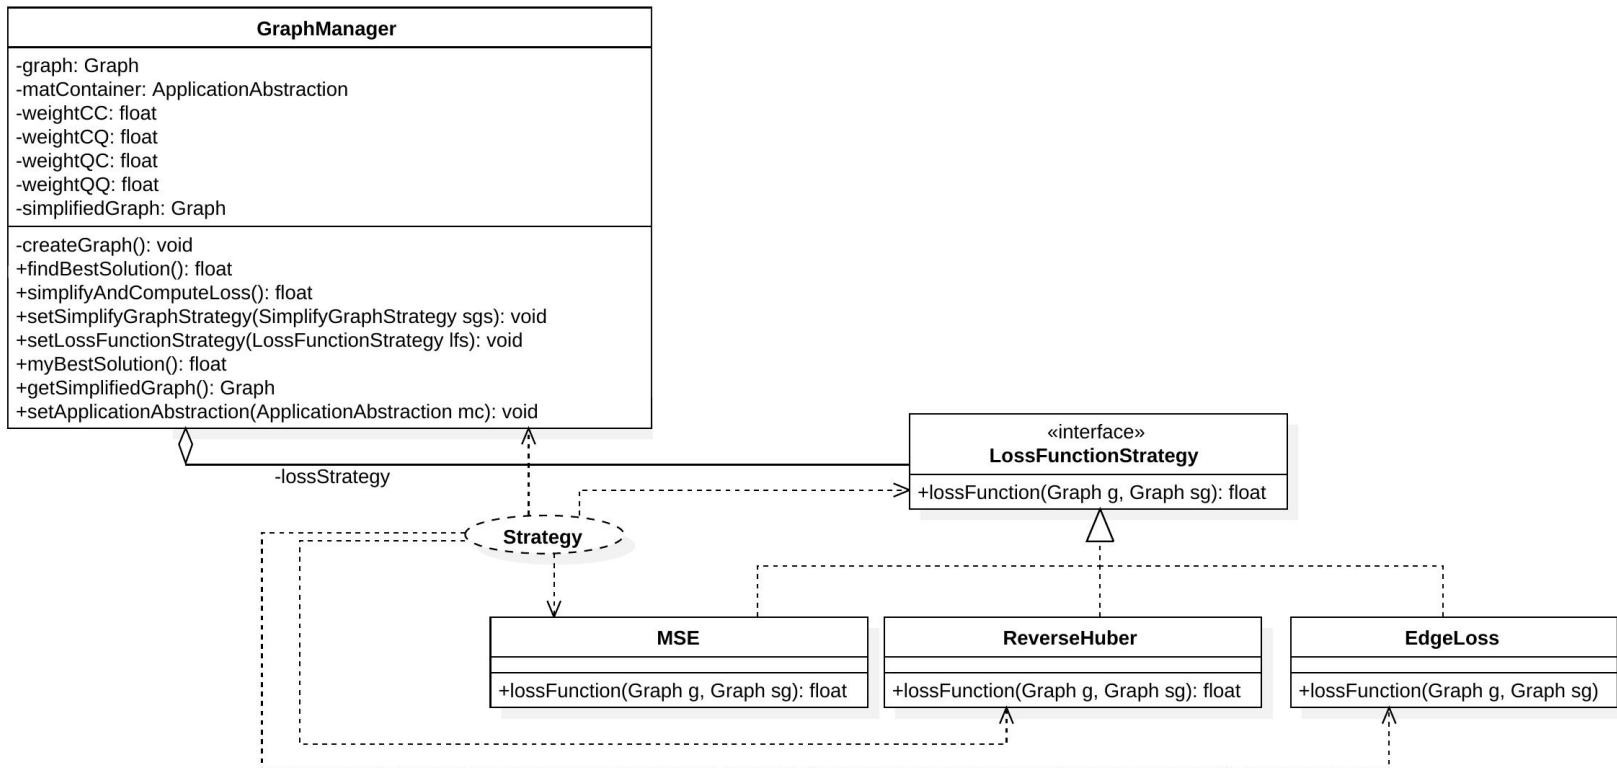 GraphManager
-graph: Graph
-matContainer: ApplicationAbstraction
-weightCC: float
-weightCQ: float
-weightQC: float
-weightQQ: float
-simplifiedGraph: Graph
-createGraph(): void
+findBestSolution(): float
+simplifyAndComputeLoss(): float
+setSimplifyGraphStrategy(SimplifyGraphStrategy sgs): void
+setLossFunctionStrategy(LossFunctionStrategy lfs): void
+myBestSolution(): float
+getSimplifiedGraph(): Graph
+setApplicationAbstraction(ApplicationAbstraction mc): void
«interface»
LossFunctionStrategy
+lossFunction(Graph g, Graph sg): float
-lossStrategy
Strategy
MSE
+lossFunction(Graph g, Graph sg): float
ReverseHuber
+lossFunction(Graph g, Graph sg): float
EdgeLoss
+lossFunction(Graph g, Graph sg)